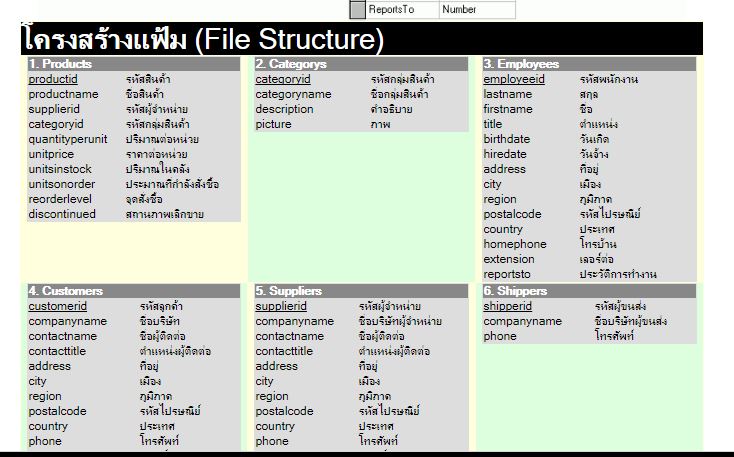 ReportsTo Number
โครงสร้างแฟ้ม (File Structure)
1. Products
productid รหัสสินค้า
productname ชื่อสินค้า
supplierid รหัสผู้จำหน่าย
categoryid รหัสกลุ่มสินค้า
quantityperunit ปริมาณต่อหน่วย
unitprice ราคาต่อหน่วย
unitsinstock ปริมาณในคลัง
unitsonorder ประมาณที่กำลังสั่งซื้อ
reorderlevel จุดสั่งซื้อ
discontinued สถานภาพเลิกขาย
2. Categorys
categoryid รหัสกลุ่มสินค้า
categoryname ชื่อกลุ่มสินค้า
description คำอธิบาย
picture ภาพ
3. Employees
employeeid รหัสพนักงาน
lastname สกุล
firstname ชื่อ
title ตำแหน่ง
birthdate วันเกิด
hiredate วันจ้าง
address ที่อยู่
city เมือง
region ภูมิภาค
postalcode รหัสไปรษณีย์
country ประเทศ
homephone โทรบ้าน
extension เลขต่อ
reportsto ประวัติการทำงาน
4. Customers
customerid รหัสลูกค้า
companyname ชื่อบริษัท
contactname ชื่อผู้ติดต่อ
contacttitle ตำแหน่งผู้ติดต่อ
address ที่อยู่
city เมือง
region ภูมิภาค
postalcode รหัสไปรษณีย์
country ประเทศ
phone โทรศัพท์
5. Suppliers
supplierid รหัสผู้จำหน่าย
companyname ชื่อบริษัทผู้จำหน่าย
contactname ชื่อผู้ติดต่อ
contacttitle ตำแหน่งผู้ติดต่อ
address ที่อยู่
city เมือง
region ภูมิภาค
postalcode รหัสไปรษณีย์
country ประเทศ
phone โทรศัพท์
6. Shippers
shipperid รหัสผู้ขนส่ง
companyname ชื่อบริษัทผู้ขนส่ง
phone โทรศัพท์